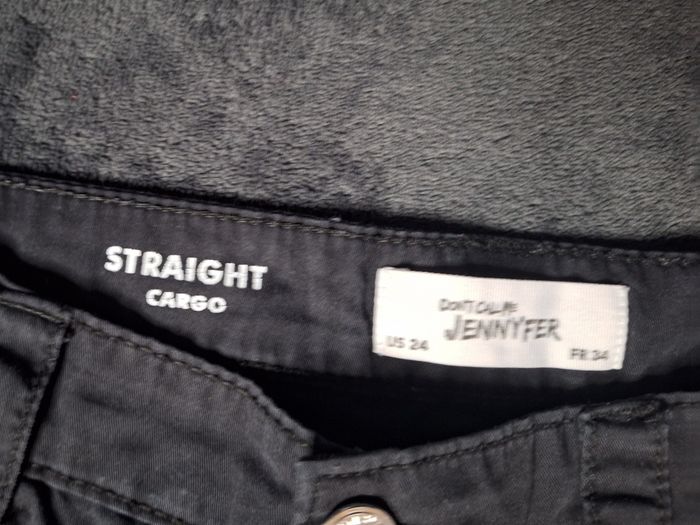 STRAIGHT
CARGO
DON'T CALL ME
JENNYFER
US 24
FR 34